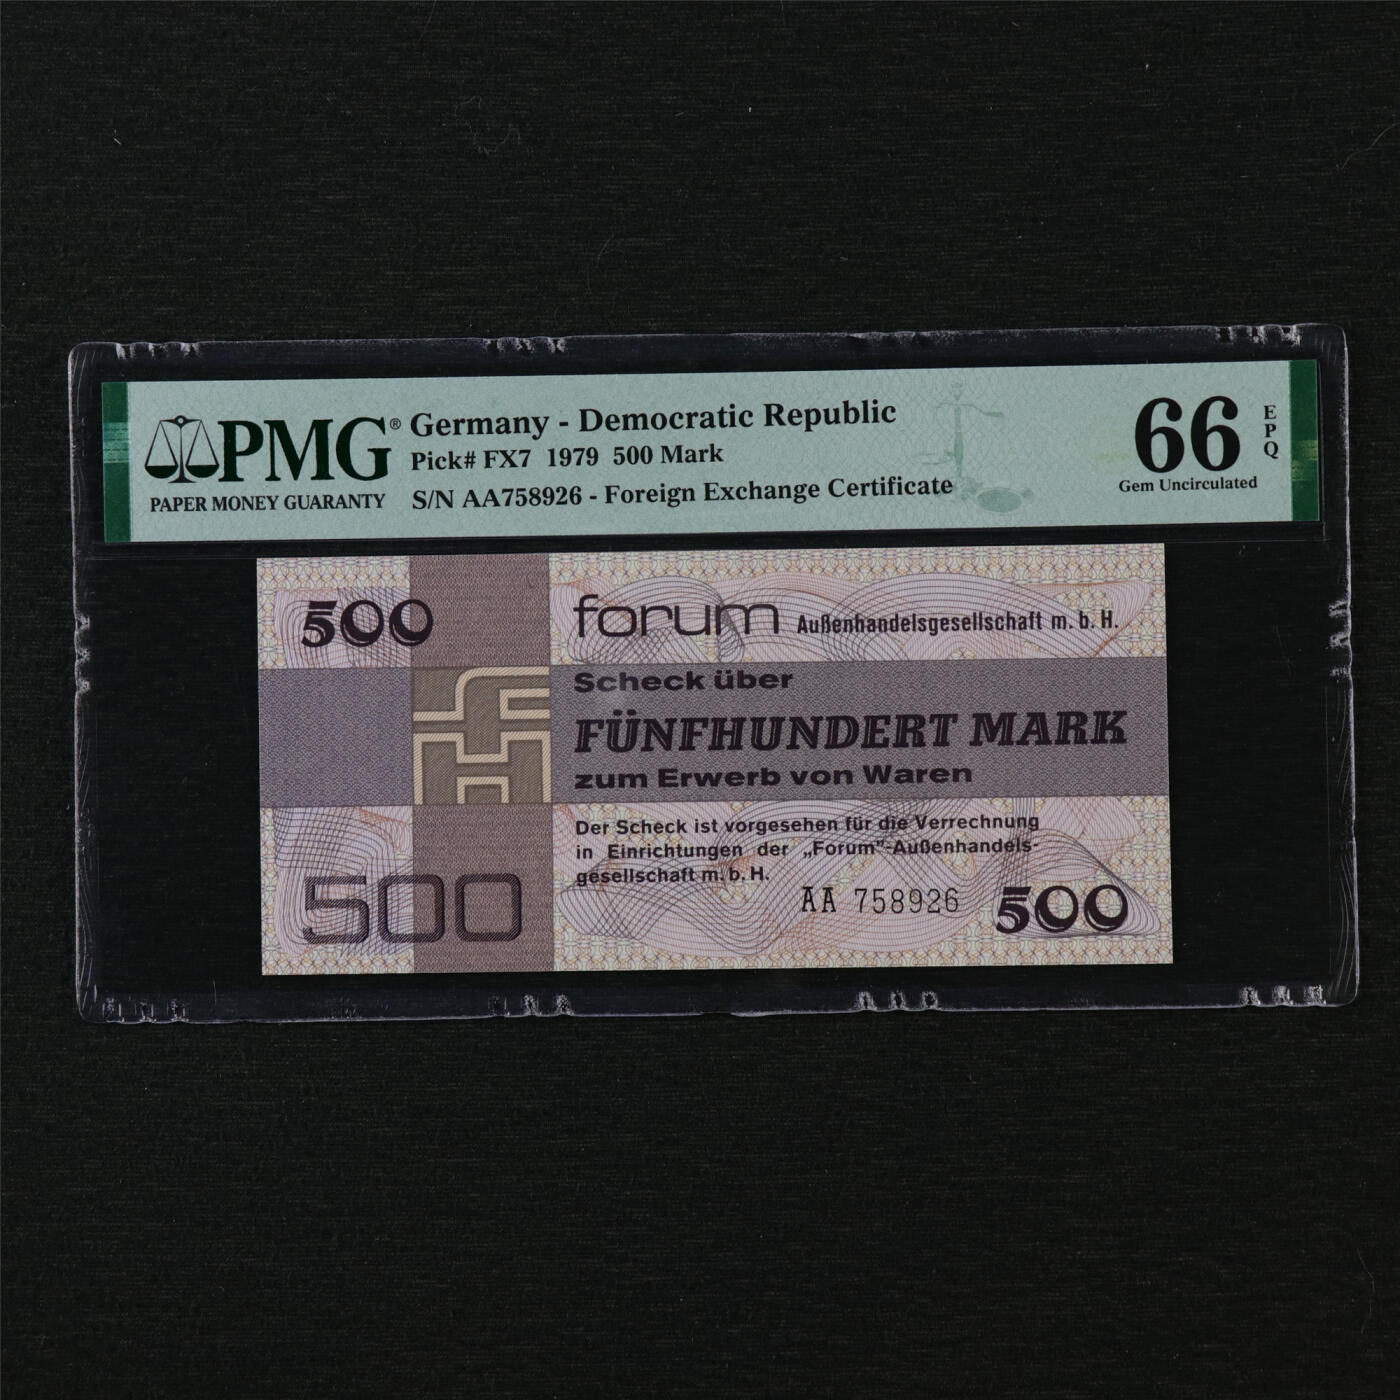 PMG®
PAPER MONEY GUARANTY
Germany - Democratic Republic
Pick# FX7 1979 500 Mark
S/N AA758926 - Foreign Exchange Certificate
66
EPQ
Gem Uncirculated
500
forum Außenhandelsgesellschaft m. b. H.
Scheck über
FÜNFHUNDERT MARK
zum Erwerb von Waren
Der Scheck ist vorgesehen für die Verrechnung
in Einrichtungen der „Forum"-Außenhandels-
gesellschaft m. b. H.
500
AA 758926
500